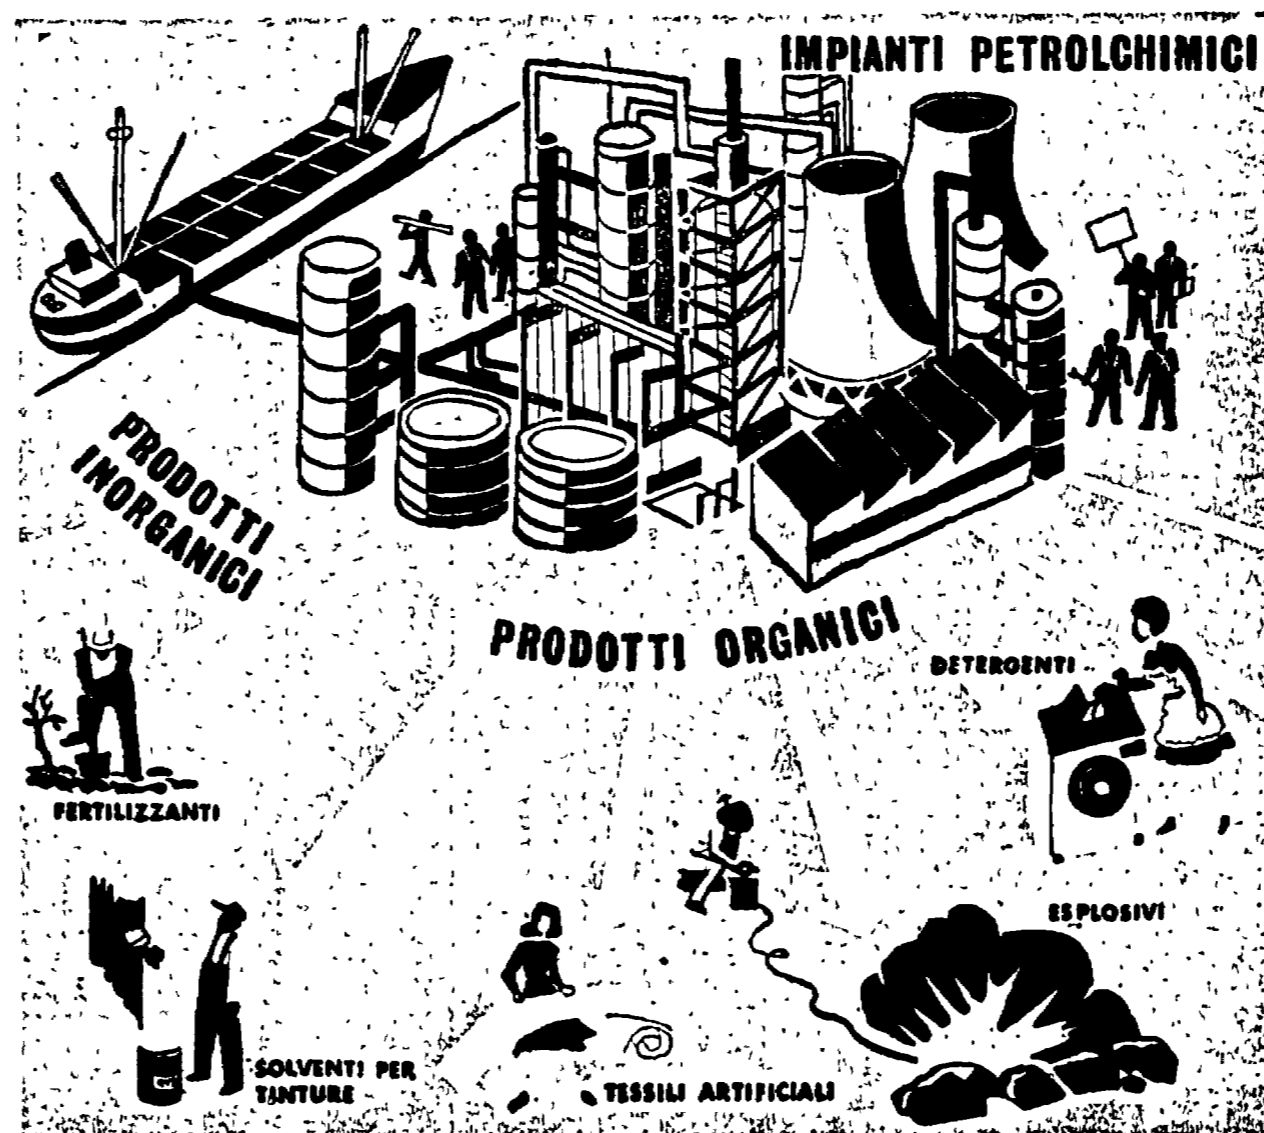 IMPIANTI PETROLCHIMICI
PRODOTTI
INORGANICI
PRODOTTI ORGANICI
DETERGENTI
FERTILIZZANTI
ESPLOSIVI
SOLVENTI PER
TINTURE
TESSILI ARTIFICIALI